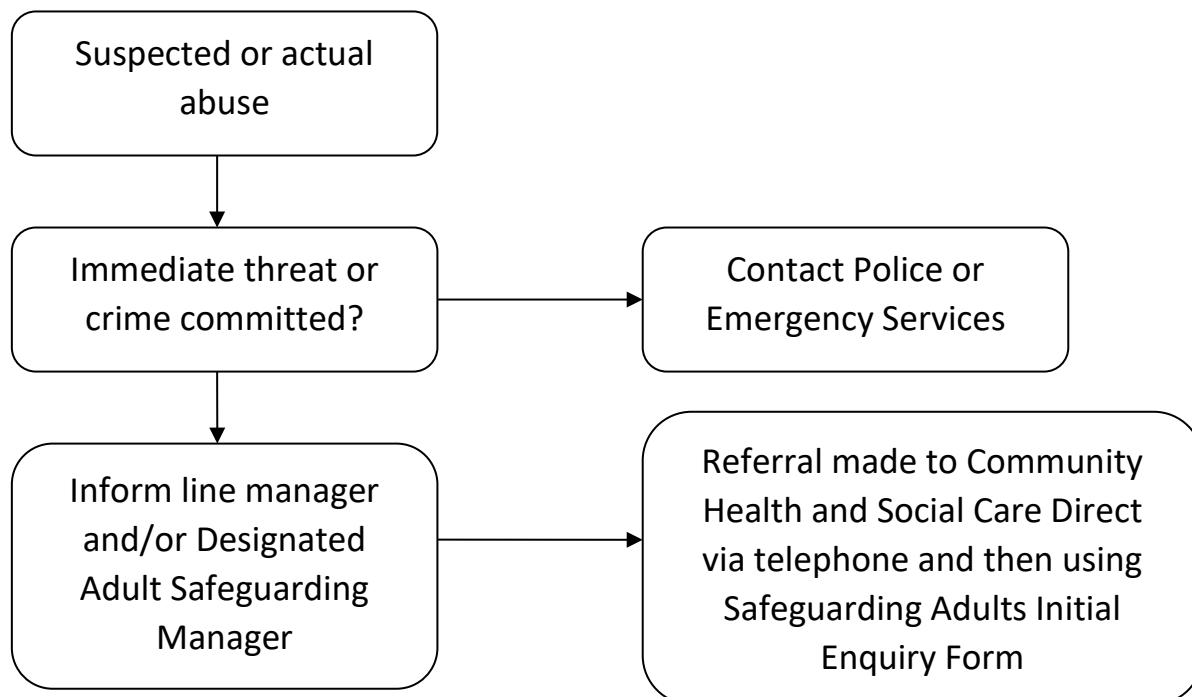 Suspected or actual
abuse
Immediate threat or
crime committed?
Contact Police or
Emergency Services
Inform line manager
and/or Designated
Adult Safeguarding
Manager
Referral made to Community
Health and Social Care Direct
via telephone and then using
Safeguarding Adults Initial
Enquiry Form